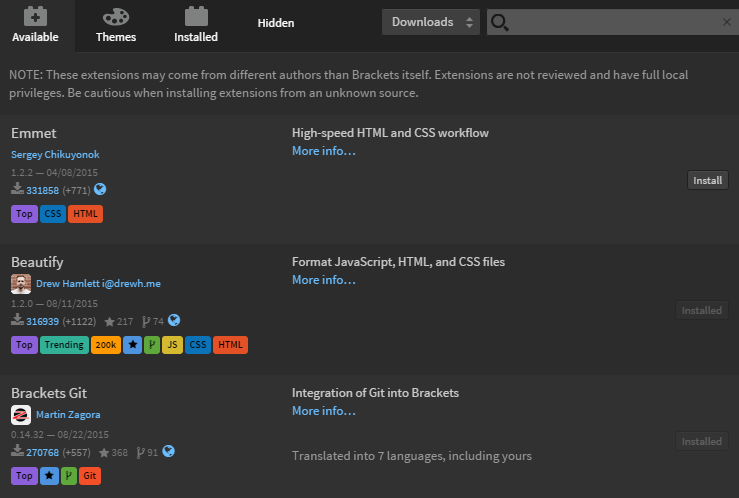 Available
Themes
Installed
Hidden
Downloads
NOTE: These extensions may come from different authors than Brackets itself. Extensions are not reviewed and have full local
privileges. Be cautious when installing extensions from an unknown source.
Emmet
High-speed HTML and CSS workflow
Sergey Chikuyonok
More info…
1.2.2 — 04/08/2015
331858 (+771)
Install
Top CSS HTML
Beautify
Format JavaScript, HTML, and CSS files
Drew Hamlett i@drewh.me
More info…
1.2.0 — 08/11/2015
316939 (+1122) 217 74
Installed
Top Trending 200k JS CSS HTML
Brackets Git
Integration of Git into Brackets
Martin Zagora
More info…
0.14.32 — 08/22/2015
270768 (+557) 368 91
Installed
Translated into 7 languages, including yours
Top Git